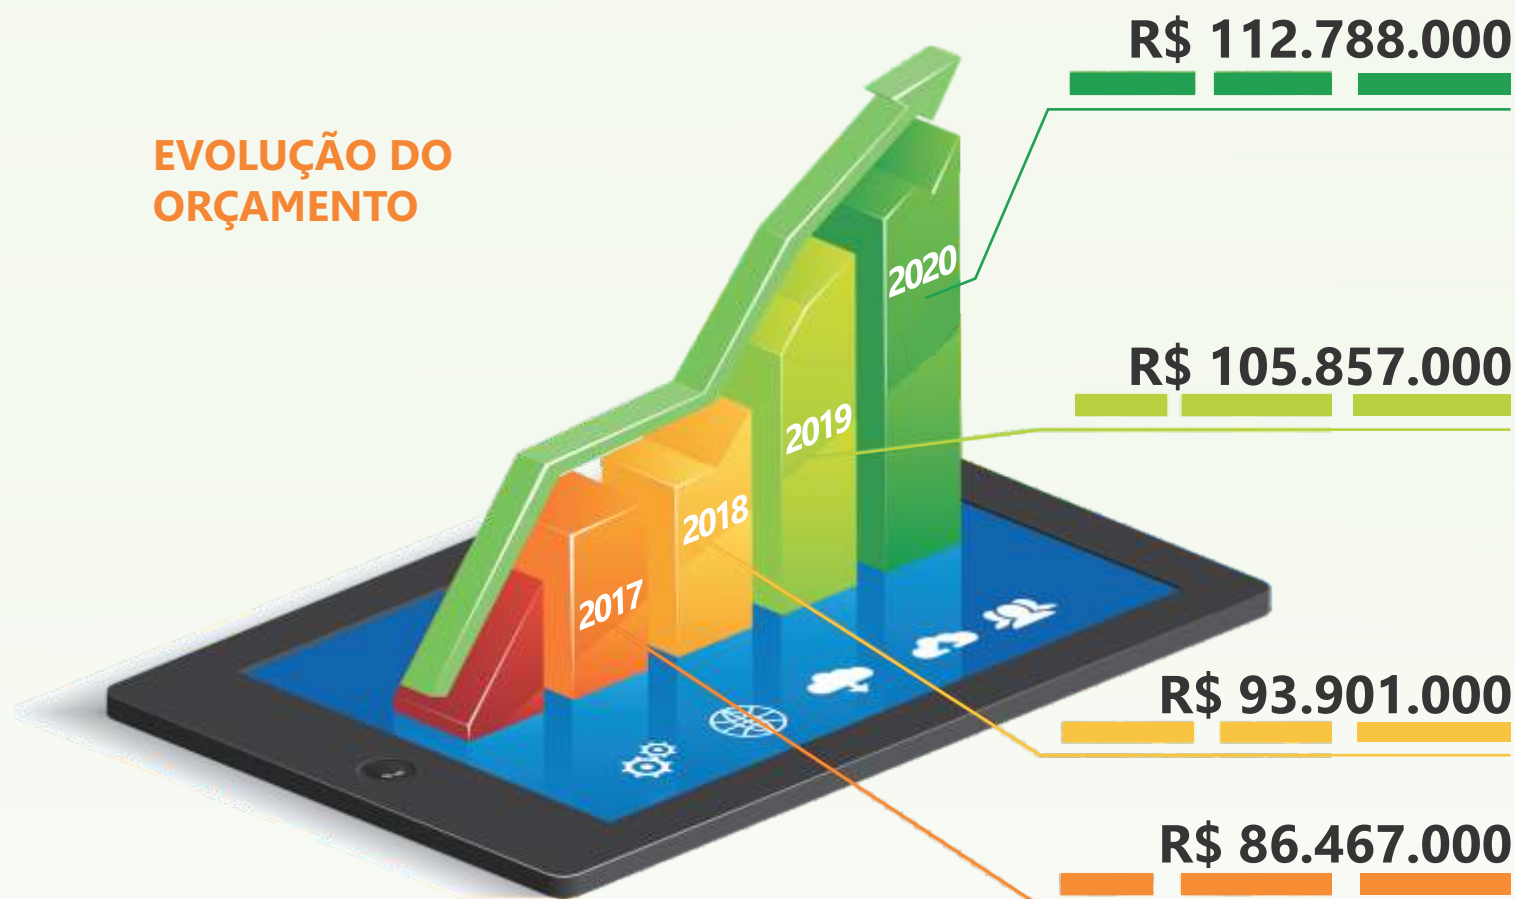 R$ 112.788.000
EVOLUÇÃO DO
ORÇAMENTO
2020
R$ 105.857.000
2019
2018
2017
R$ 93.901.000
R$ 86.467.000